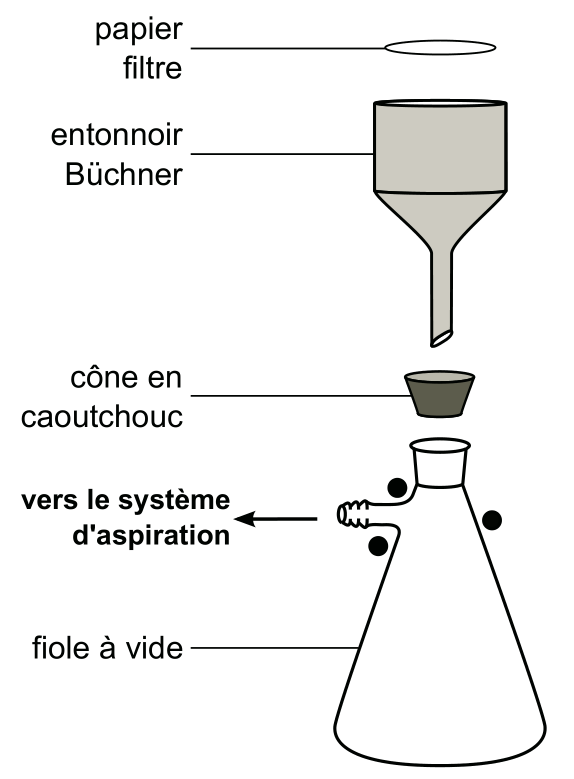 papier
filtre
entonnoir
Büchner
cône en
caoutchouc
vers le système
d'aspiration
fiole à vide